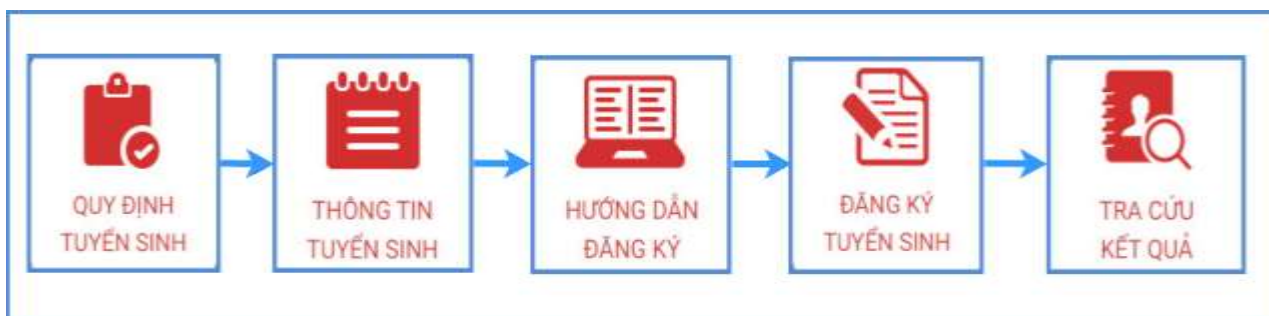 QUY ĐỊNH
TUYỂN SINH
THÔNG TIN
TUYỂN SINH
HƯỚNG DẪN
ĐĂNG KÝ
ĐĂNG KÝ
TUYỂN SINH
TRA CỨU
KẾT QUẢ